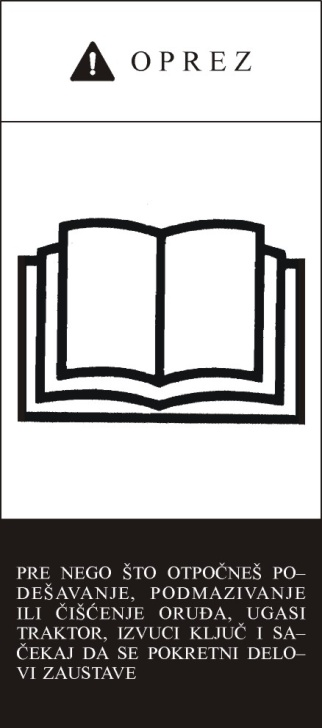 OPREZ
PRE NEGO ŠTO OTPOČNEŠ PO–
DEŠAVANJE, PODMAZIVANJE
ILI ČIŠĆENJE ORUĐA, UGASI
TRAKTOR, IZVUCI KLJUČ I SA–
ČEKAJ DA SE POKRETNI DELO–
VI ZAUSTAVE